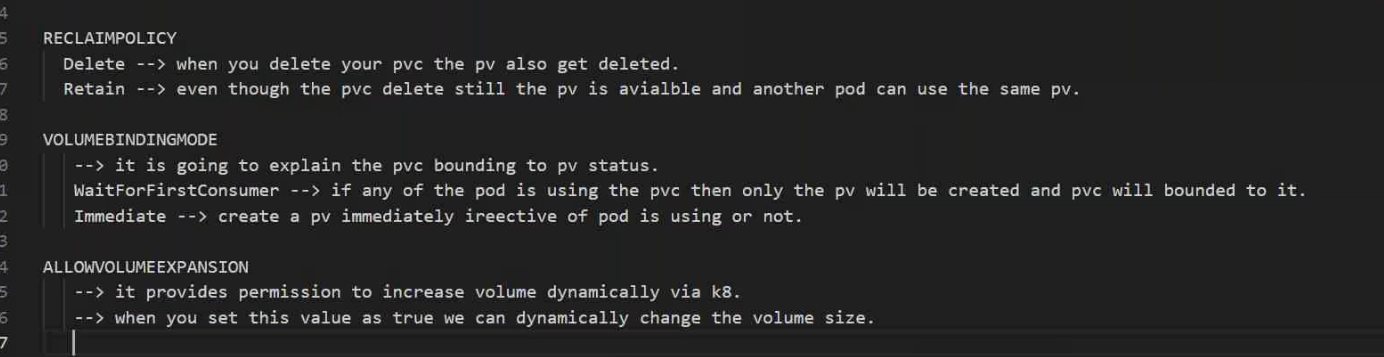 4
5 RECLAIMPOLICY
6 Delete --> when you delete your pvc the pv also get deleted.
7 Retain --> even though the pvc delete still the pv is avialble and another pod can use the same pv.
8
9 VOLUMEBINDINGMODE
0 --> it is going to explain the pvc bounding to pv status.
1 WaitForFirstConsumer --> if any of the pod is using the pvc then only the pv will be created and pvc will bounded to it.
2 Immediate --> create a pv immediately ireective of pod is using or not.
3
4 ALLOWVOLUMEEXPANSION
5 --> it provides permission to increase volume dynamically via k8.
6 --> when you set this value as true we can dynamically change the volume size.
7